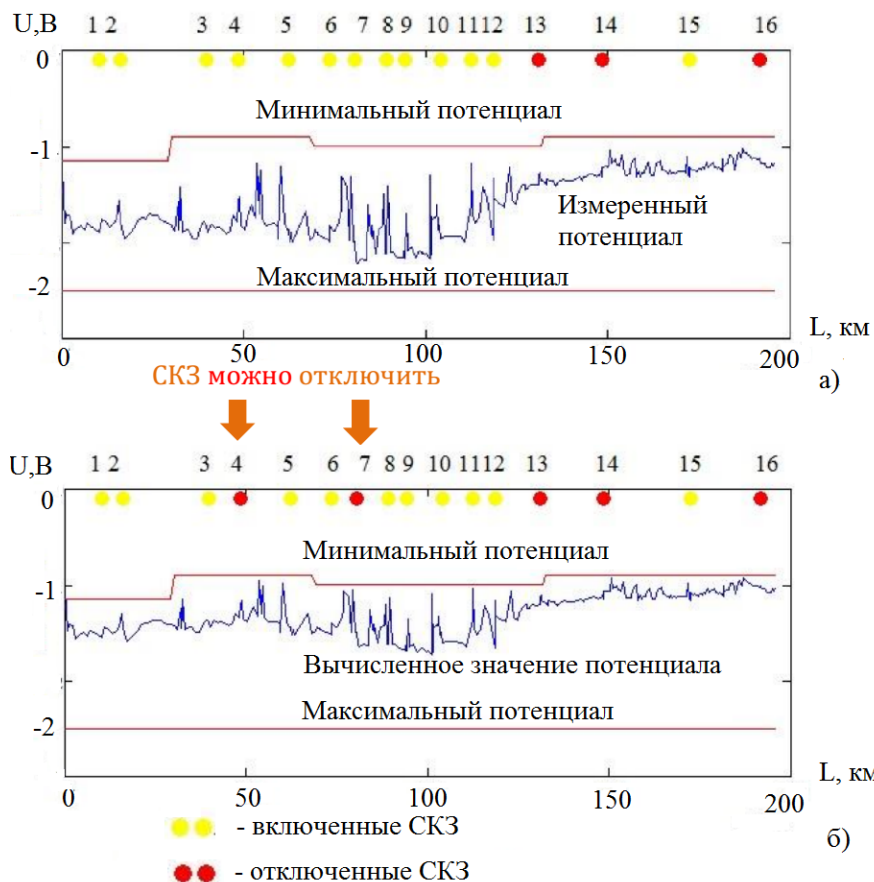 U,В
1 2 3 4 5 6 7 8 9 10 11 12 13 14 15 16
0
Минимальный потенциал
-1
Измеренный
потенциал
Максимальный потенциал
-2
L, км
0 50 100 150 200
а)
СКЗ можно отключить
U,В
1 2 3 4 5 6 7 8 9 10 11 12 13 14 15 16
0
Минимальный потенциал
-1
Вычисленное значение потенциала
Максимальный потенциал
-2
L, км
0 50 100 150 200
- включенные СКЗ
б)
- отключенные СКЗ